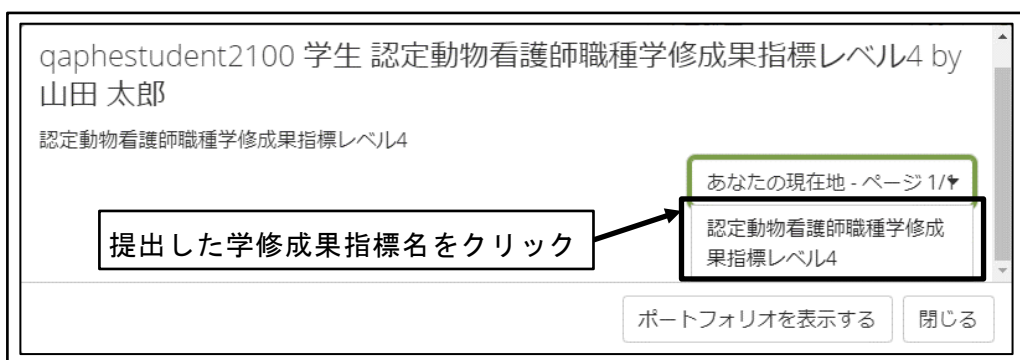 qaphestudent2100 学生 認定動物看護師職種学修成果指標レベル4 by
山田 太郎
認定動物看護師職種学修成果指標レベル4
あなたの現在地 - ページ 1/
提出した学修成果指標名をクリック
認定動物看護師職種学修成
果指標レベル4
ポートフォリオを表示する
閉じる